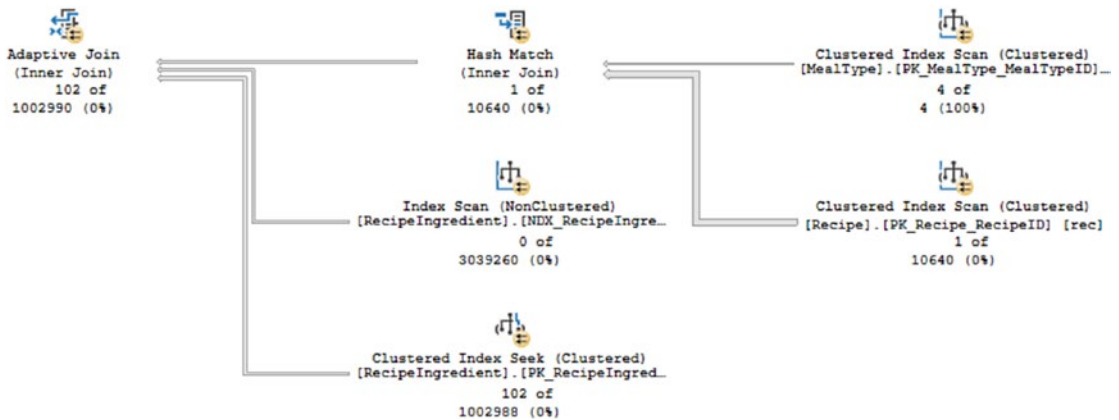 Adaptive Join
(Inner Join)
102 of
1002990 (0%)
Hash Match
(Inner Join)
1 of
10640 (0%)
Clustered Index Scan (Clustered)
[MealType].[PK_MealType_MealTypeID]…
4 of
4 (100%)
Index Scan (NonClustered)
[RecipeIngredient].[NDX_RecipeIngre…
0 of
3039260 (0%)
Clustered Index Scan (Clustered)
[Recipe].[PK_Recipe_RecipeID] [rec]
1 of
10640 (0%)
Clustered Index Seek (Clustered)
[RecipeIngredient].[PK_RecipeIngred…
102 of
1002988 (0%)